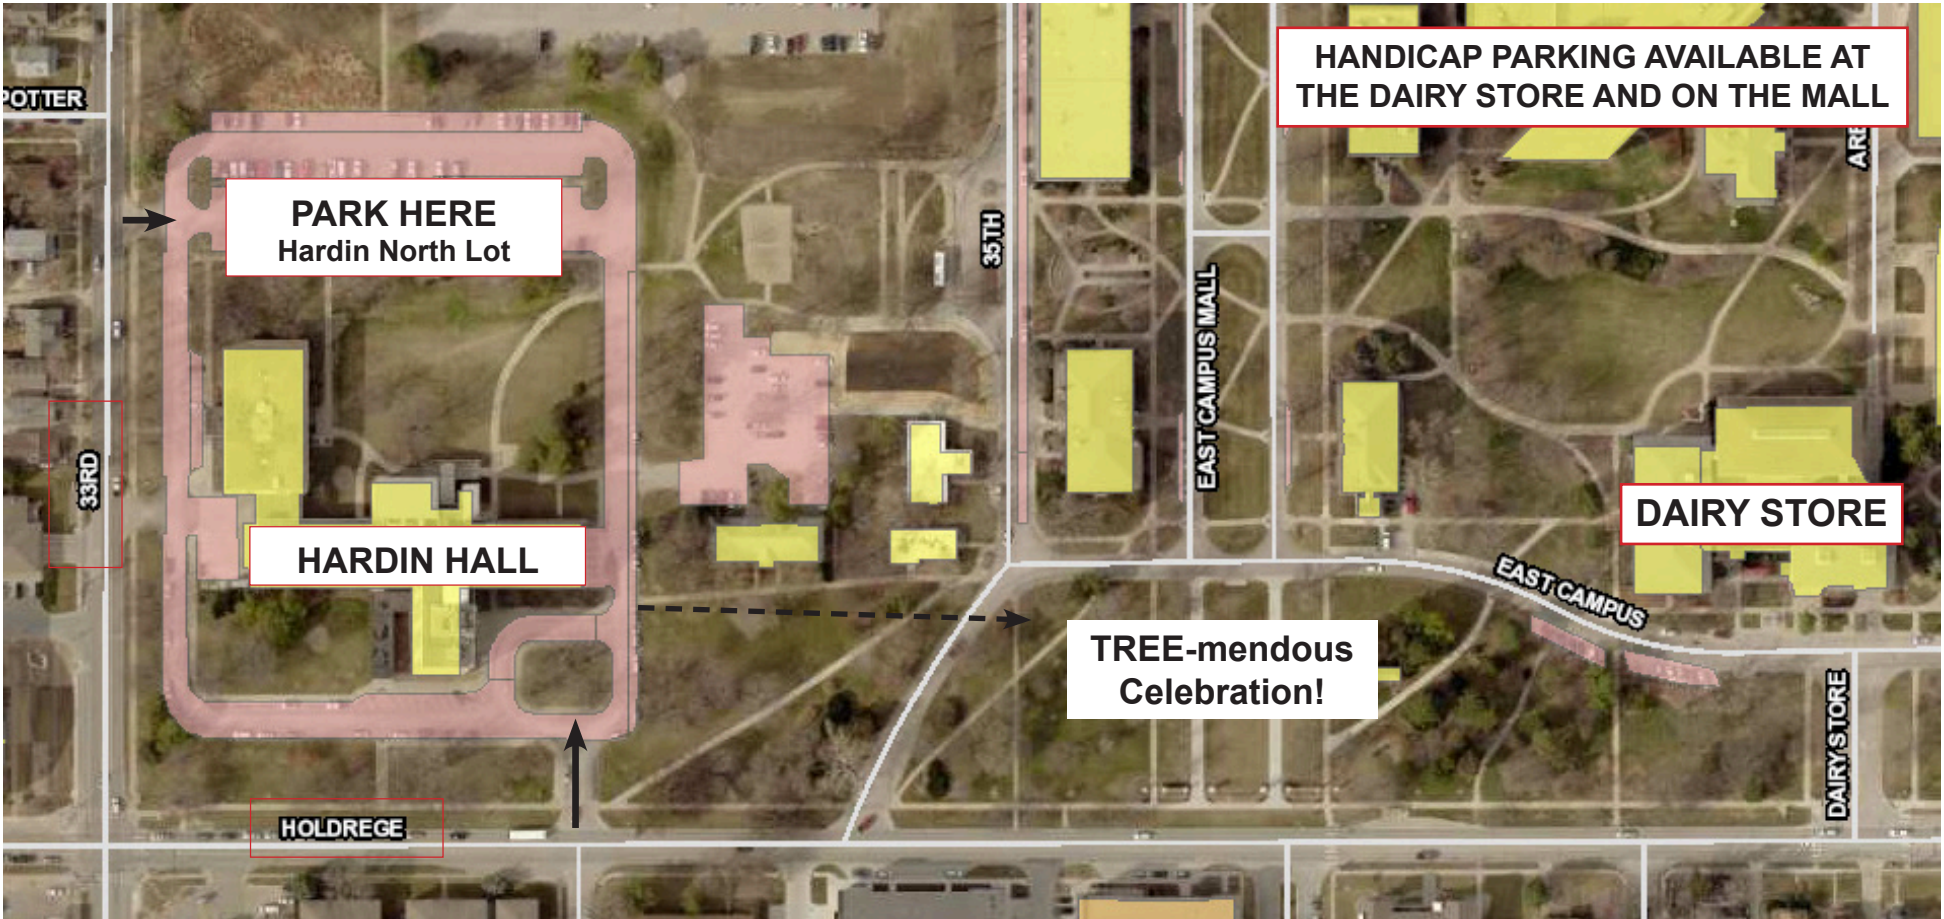 HANDICAP PARKING AVAILABLE AT
THE DAIRY STORE AND ON THE MALL
POTTER
PARK HERE
Hardin North Lot
35TH
EAST CAMPUS MALL
33RD
HARDIN HALL
DAIRY STORE
EAST CAMPUS
TREE-mendous
Celebration!
DAIRY STORE
HOLDREGE